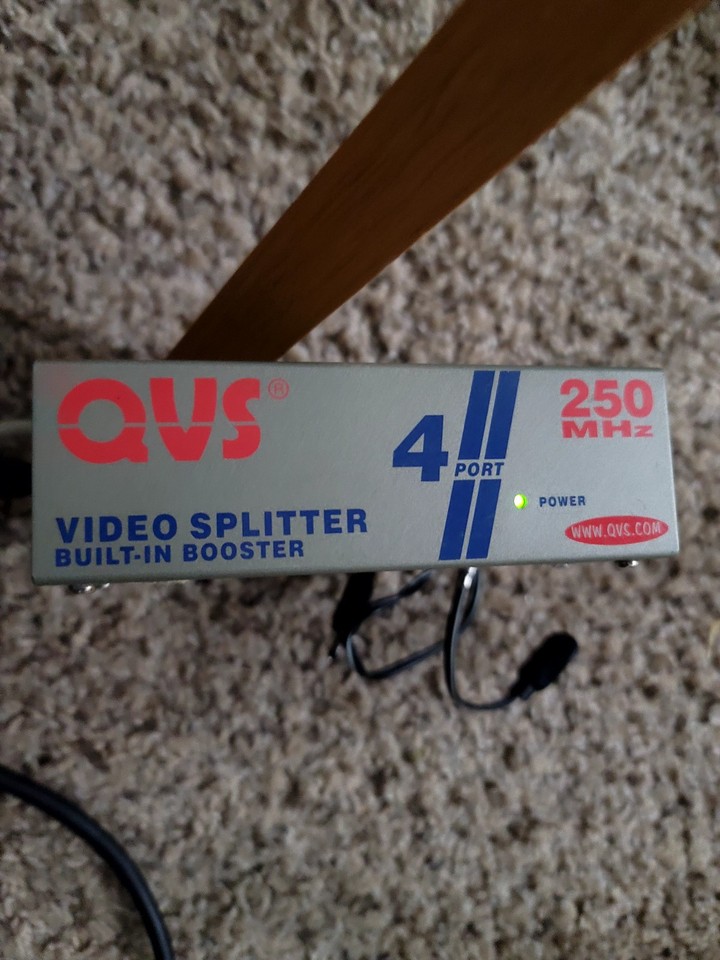 QVS®
4 PORT
250
MHz
POWER
VIDEO SPLITTER
BUILT-IN BOOSTER
WWW.QVS.COM